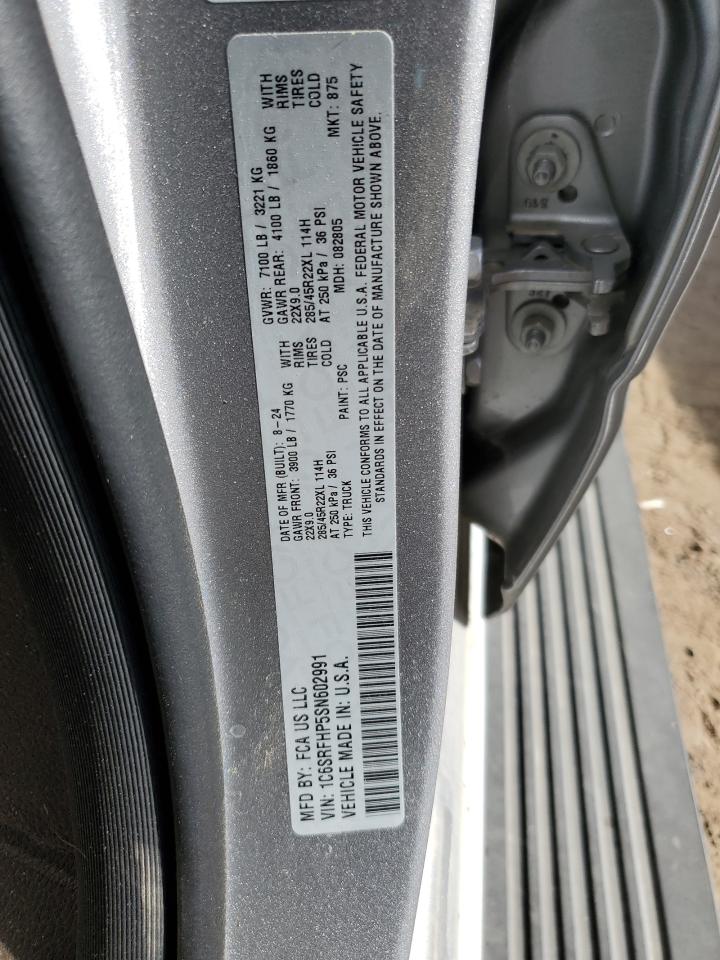 MFD BY: FCA US LLC
VIN: 1C6SRFHP5SN602991
VEHICLE MADE IN: U.S.A.
DATE OF MFR (BUILT): 8-24 GVWR: 7100 LB / 3221 KG
GAWR FRONT: 3900 LB / 1770 KG WITH GAWR REAR: 4100 LB / 1860 KG WITH
22X9.0 RIMS 22X9.0 RIMS
285/45R22XL 114H TIRES 285/45R22XL 114H TIRES
AT 250 kPa / 36 PSI COLD AT 250 kPa / 36 PSI COLD
TYPE: TRUCK PAINT: PSC MDH: 082805 MKT: 875
THIS VEHICLE CONFORMS TO ALL APPLICABLE U.S.A. FEDERAL MOTOR VEHICLE SAFETY
STANDARDS IN EFFECT ON THE DATE OF MANUFACTURE SHOWN ABOVE.